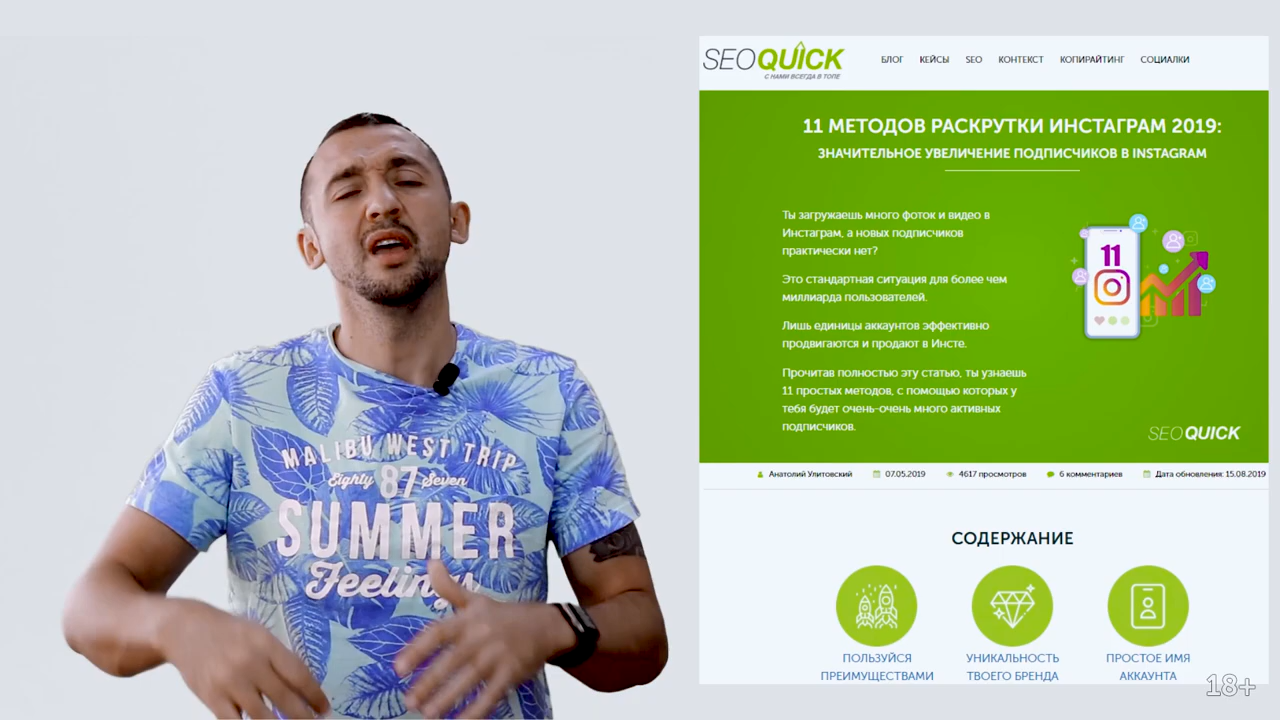 MALIBU WEST TRIP
Eighty 87 Seven
SUMMER
Feelings
SEOQUICK
С НАМИ ВСЕГДА В ТОПЕ
БЛОГ КЕЙСЫ SEO КОНТЕКСТ КОПИРАЙТИНГ СОЦИАЛКИ
11 МЕТОДОВ РАСКРУТКИ ИНСТАГРАМ 2019:
ЗНАЧИТЕЛЬНОЕ УВЕЛИЧЕНИЕ ПОДПИСЧИКОВ В INSTAGRAM
Ты загружаешь много фоток и видео в
Инстаграм, а новых подписчиков
практически нет?
Это стандартная ситуация для более чем
миллиарда пользователей.
Лишь единицы аккаунтов эффективно
продвигаются и продают в Инсте.
Прочитав полностью эту статью, ты узнаешь
11 простых методов, с помощью которых у
тебя будет очень-очень много активных
подписчиков.
11
SEOQUICK
Анатолий Улитовский 07.05.2019 4617 просмотров 6 комментариев Дата обновления: 15.08.2019
СОДЕРЖАНИЕ
ПОЛЬЗУЙСЯ
ПРЕИМУЩЕСТВАМИ
УНИКАЛЬНОСТЬ
ТВОЕГО БРЕНДА
ПРОСТОЕ ИМЯ
АККАУНТА
18+